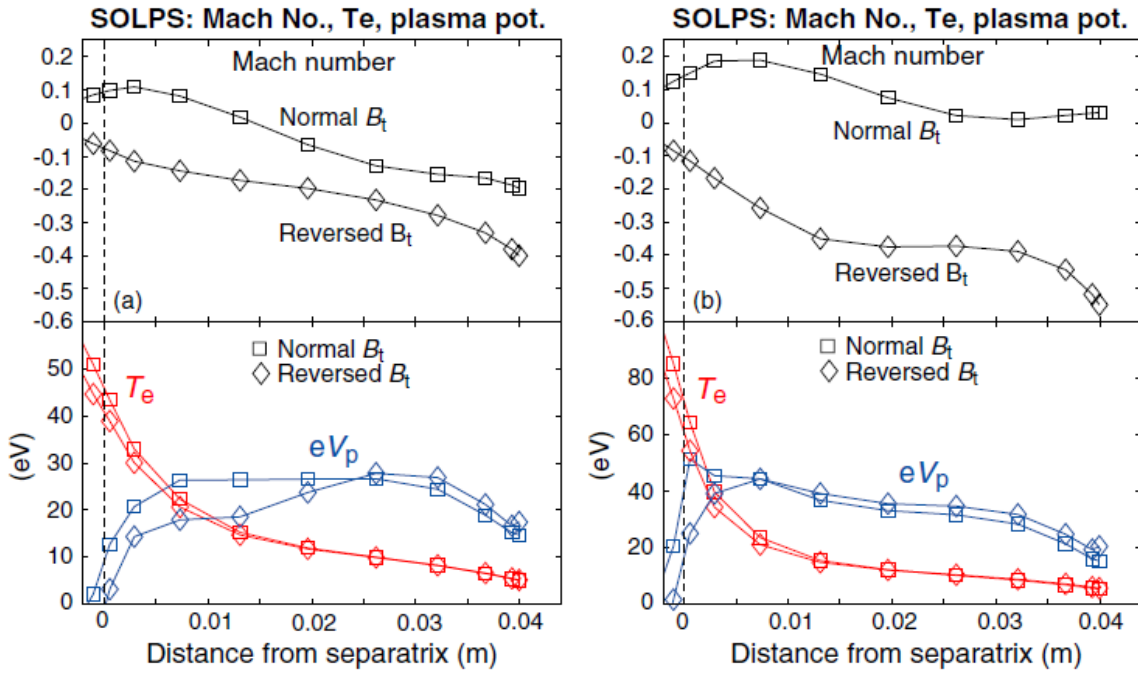 SOLPS: Mach No., Te, plasma pot.
0.2
0.1
0
-0.1
-0.2
-0.3
-0.4
-0.5
-0.6
Mach number
Normal Bt
Reversed Bt
(a)
50
40
30
20
10
0
(eV)
Normal Bt
Reversed Bt
Te
eVp
0
0.01
0.02
0.03
0.04
Distance from separatrix (m)
SOLPS: Mach No., Te, plasma pot.
0.2
0.1
0
-0.1
-0.2
-0.3
-0.4
-0.5
-0.6
Mach number
Normal Bt
Reversed Bt
(b)
80
60
40
20
0
(eV)
Normal Bt
Reversed Bt
Te
eVp
0
0.01
0.02
0.03
0.04
Distance from separatrix (m)